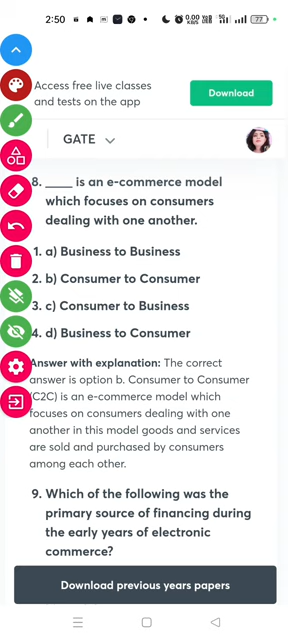 2:50
0.00
KB/S
5G
77
Access free live classes
and tests on the app
Download
GATE
8. ____ is an e-commerce model
which focuses on consumers
dealing with one another.
1. a) Business to Business
2. b) Consumer to Consumer
3. c) Consumer to Business
4. d) Business to Consumer
Answer with explanation: The correct
answer is option b. Consumer to Consumer
(C2C) is an e-commerce model which
focuses on consumers dealing with one
another in this model goods and services
are sold and purchased by consumers
among each other.
9. Which of the following was the
primary source of financing during
the early years of electronic
commerce?
Download previous years papers